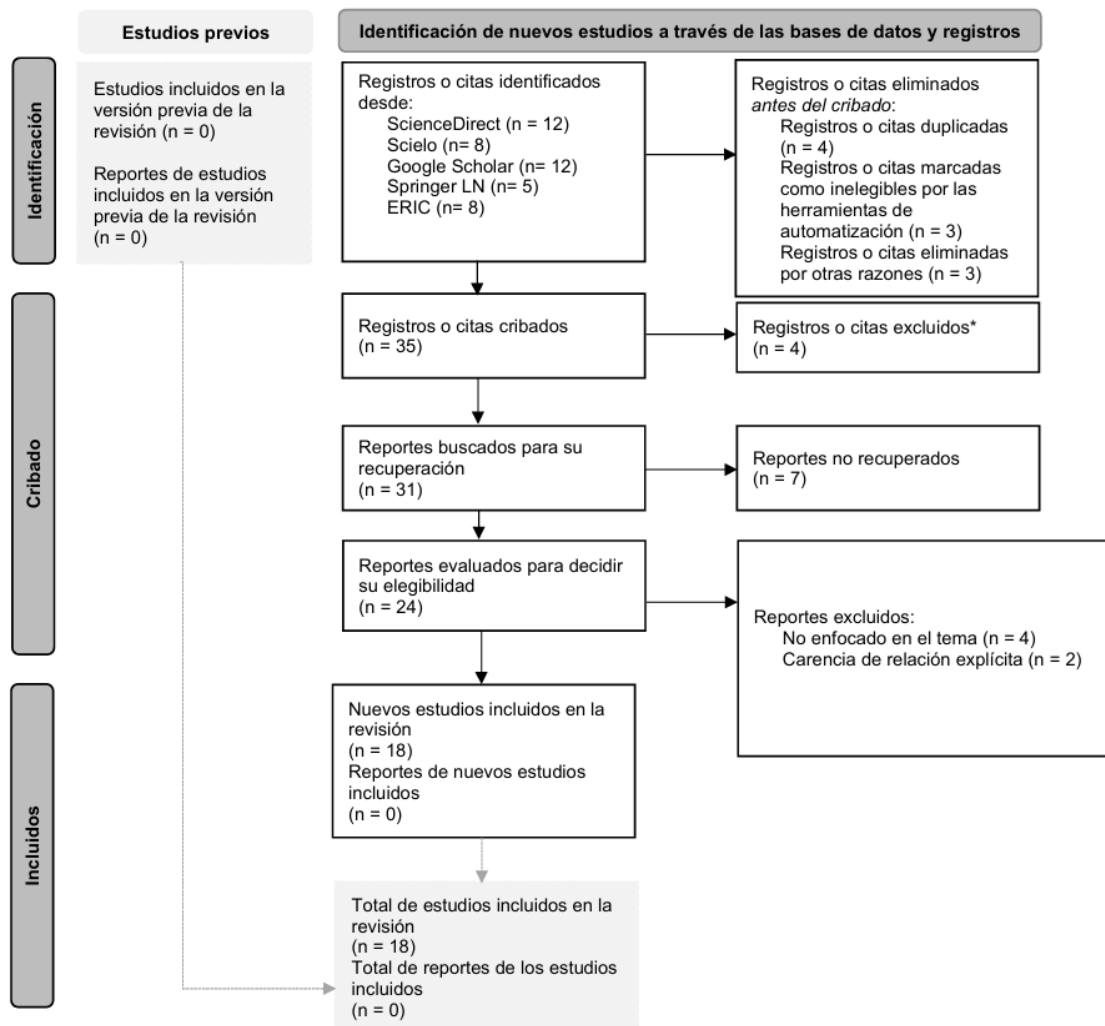 Estudios previos
Identificación de nuevos estudios a través de las bases de datos y registros
Identificación
Estudios incluidos en la
versión previa de la
revisión (n = 0)
Reportes de estudios
incluidos en la versión
previa de la revisión
(n = 0)
Registros o citas identificados
desde:
ScienceDirect (n = 12)
Scielo (n= 8)
Google Scholar (n= 12)
Springer LN (n= 5)
ERIC (n= 8)
Registros o citas eliminados
antes del cribado:
Registros o citas duplicadas
(n = 4)
Registros o citas marcadas
como inelegibles por las
herramientas de
automatización (n = 3)
Registros o citas eliminadas
por otras razones (n = 3)
Cribado
Registros o citas cribados
(n = 35)
Registros o citas excluidos*
(n = 4)
Reportes buscados para su
recuperación
(n = 31)
Reportes no recuperados
(n = 7)
Reportes evaluados para decidir
su elegibilidad
(n = 24)
Reportes excluidos:
No enfocado en el tema (n = 4)
Carencia de relación explícita (n = 2)
Incluidos
Nuevos estudios incluidos en la
revisión
(n = 18)
Reportes de nuevos estudios
incluidos
(n = 0)
Total de estudios incluidos en la
revisión
(n = 18)
Total de reportes de los estudios
incluidos
(n = 0)